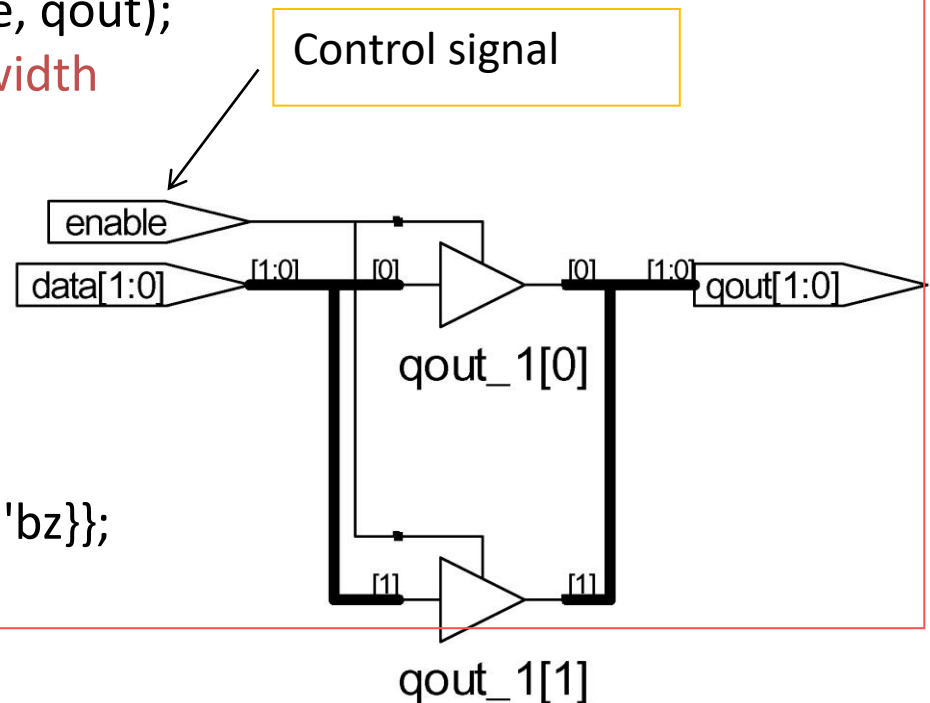 e, qout);
width
Control signal
enable
data[1:0]
[1:0]
[0]
[0]
[1:0]
qout[1:0]
qout_1[0]
'bz}};
[1]
[1]
qout_1[1]